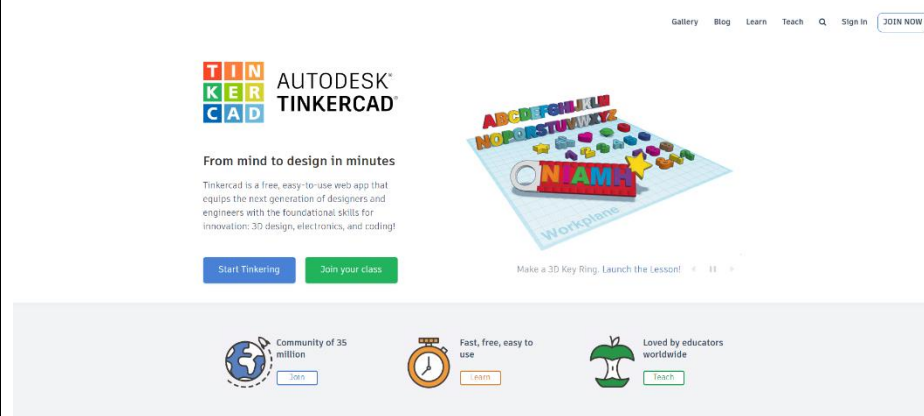 Gallery Blog Learn Teach Sign In JOIN NOW
TIN
KER
CAD
AUTODESK®
TINKERCAD®
ABCDEFGHIJKLM
NOPQRSTUVWXYZ
NIAMH
Workplane
From mind to design in minutes
Tinkercad is a free, easy-to-use web app that
equips the next generation of designers and
engineers with the foundational skills for
innovation: 3D design, electronics, and coding!
Start Tinkering Join your class
Make a 3D Key Ring. Launch the Lesson!
Community of 35
million
Join
Fast, free, easy to
use
Learn
Loved by educators
worldwide
Teach